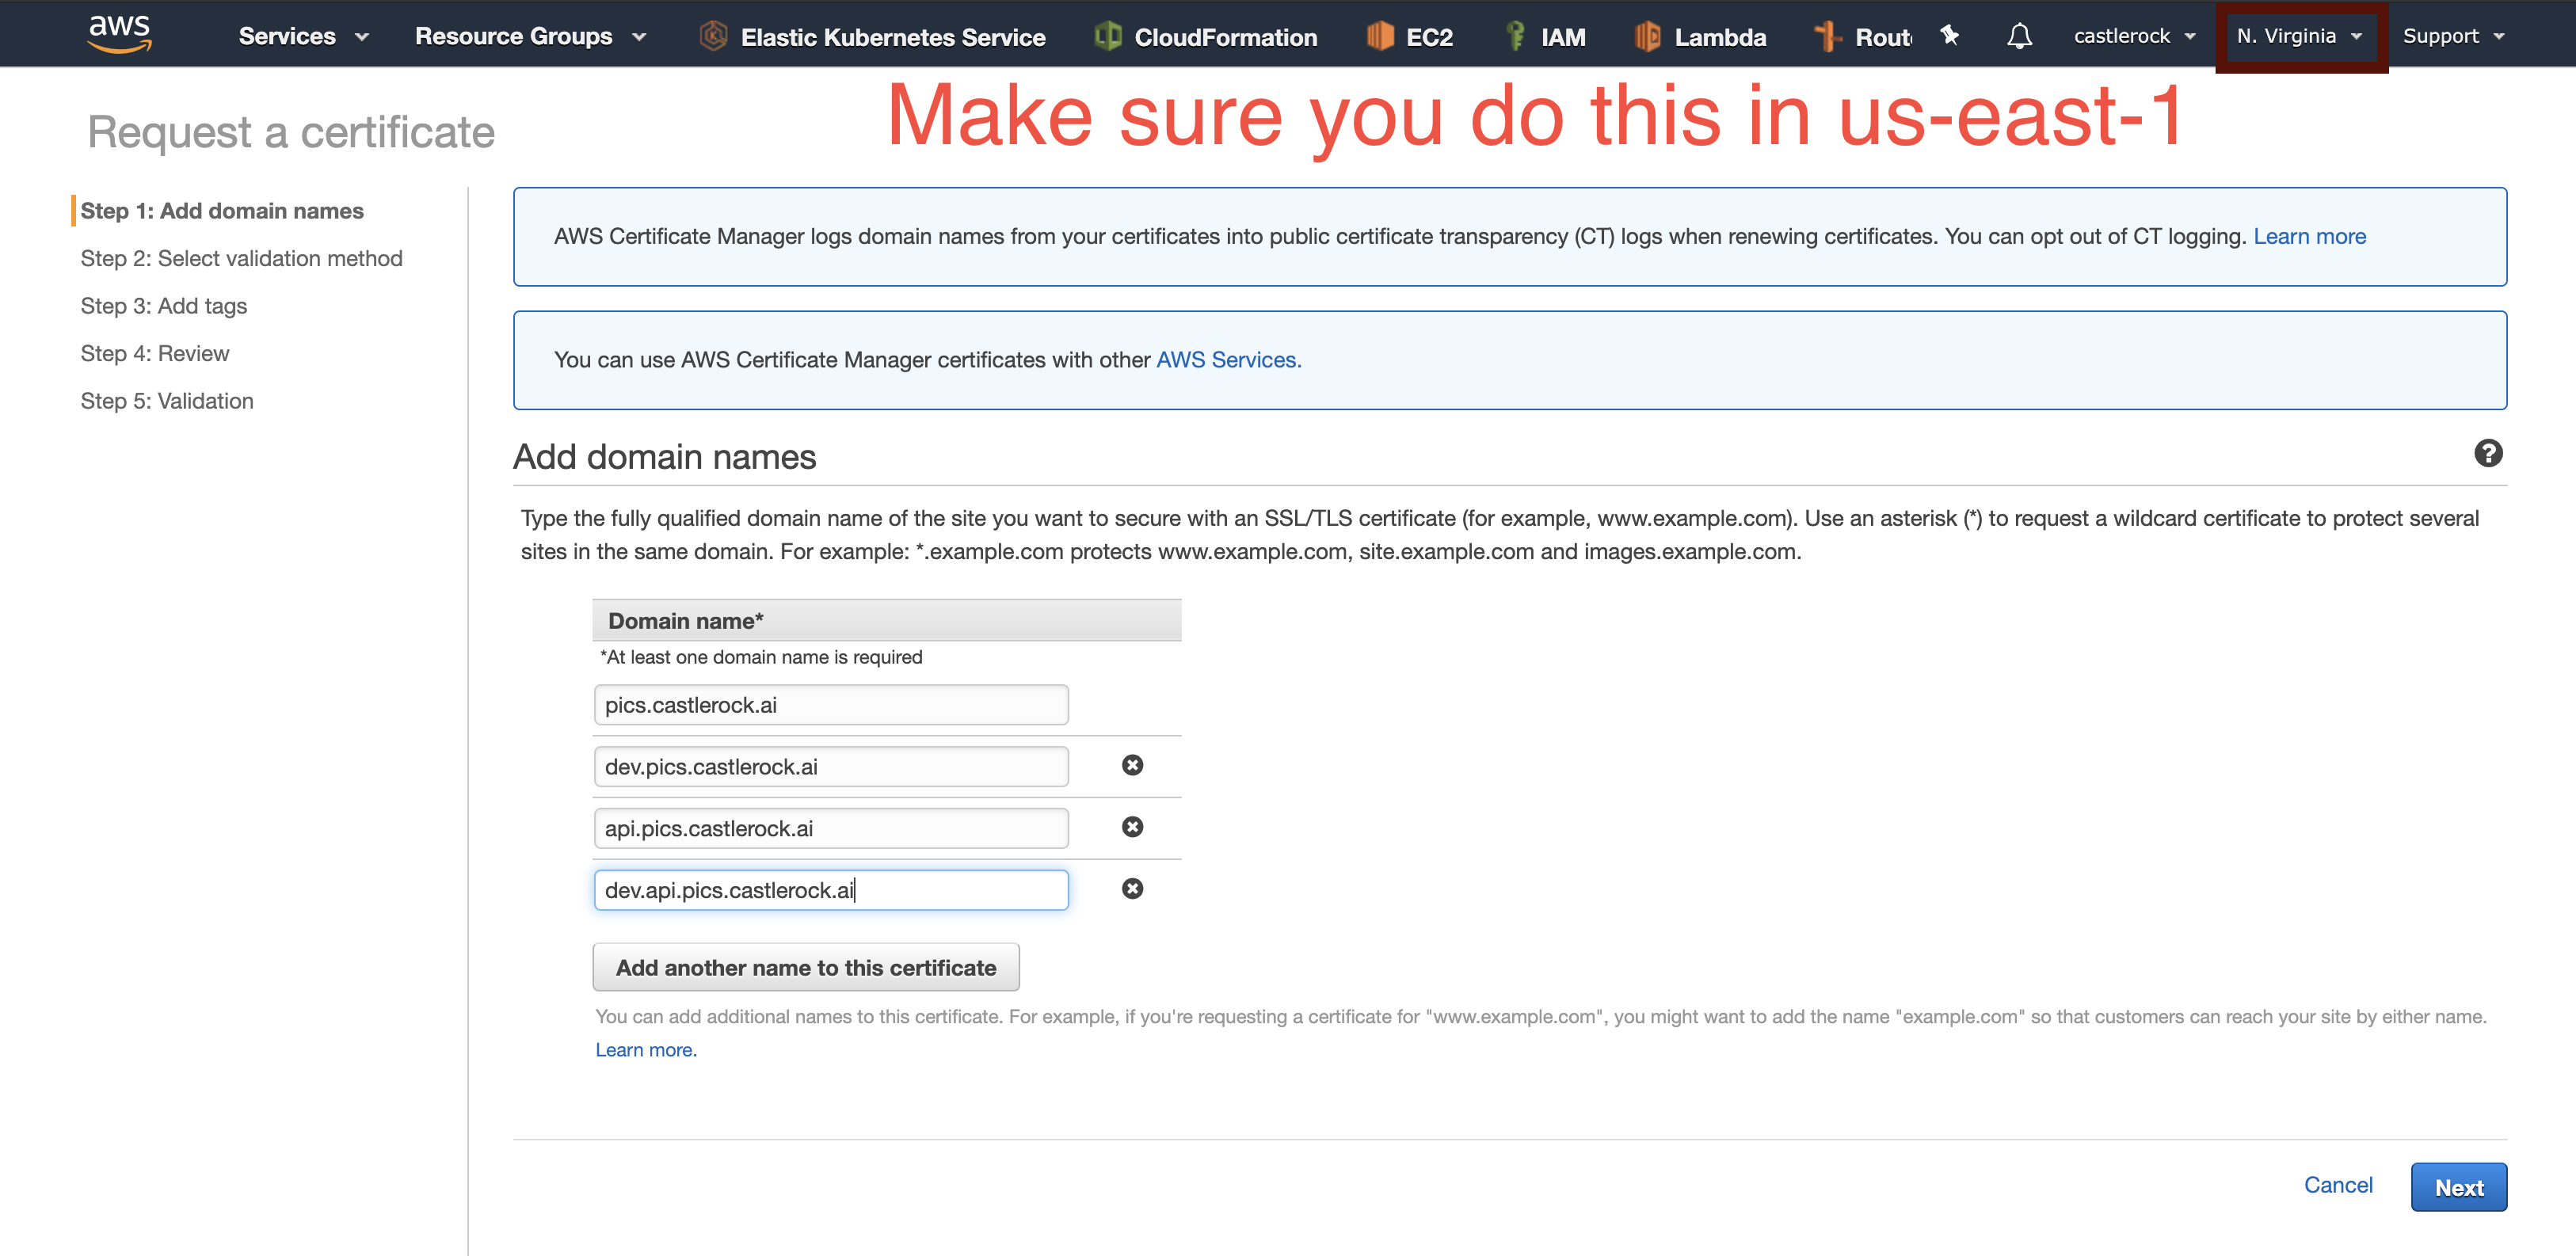 aws Services Resource Groups Elastic Kubernetes Service CloudFormation EC2 IAM Lambda Rout castlerock N. Virginia Support
Make sure you do this in us-east-1
Request a certificate
Step 1: Add domain names
Step 2: Select validation method
Step 3: Add tags
Step 4: Review
Step 5: Validation
AWS Certificate Manager logs domain names from your certificates into public certificate transparency (CT) logs when renewing certificates. You can opt out of CT logging. Learn more
You can use AWS Certificate Manager certificates with other AWS Services.
Add domain names
Type the fully qualified domain name of the site you want to secure with an SSL/TLS certificate (for example, www.example.com). Use an asterisk (*) to request a wildcard certificate to protect several
sites in the same domain. For example: *.example.com protects www.example.com, site.example.com and images.example.com.
Domain name*
*At least one domain name is required
pics.castlerock.ai
dev.pics.castlerock.ai
api.pics.castlerock.ai
dev.api.pics.castlerock.ai
Add another name to this certificate
You can add additional names to this certificate. For example, if you're requesting a certificate for "www.example.com", you might want to add the name "example.com" so that customers can reach your site by either name.
Learn more.
Cancel Next